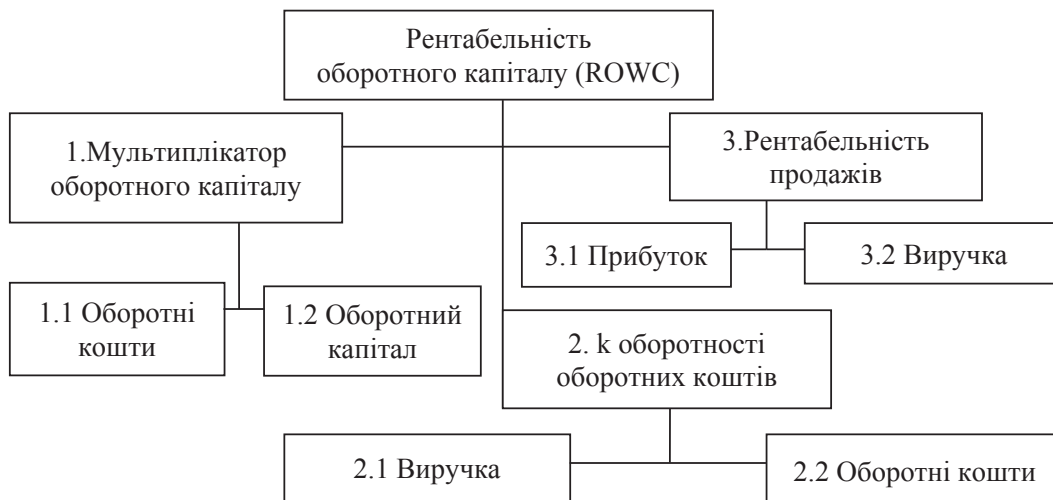 Рентабельність
оборотного капіталу (ROWC)
1.Мультиплікатор
оборотного капіталу
3.Рентабельність
продажів
3.1 Прибуток
3.2 Виручка
1.1 Оборотні
кошти
1.2 Оборотний
капітал
2. k оборотності
оборотних коштів
2.1 Виручка
2.2 Оборотні кошти